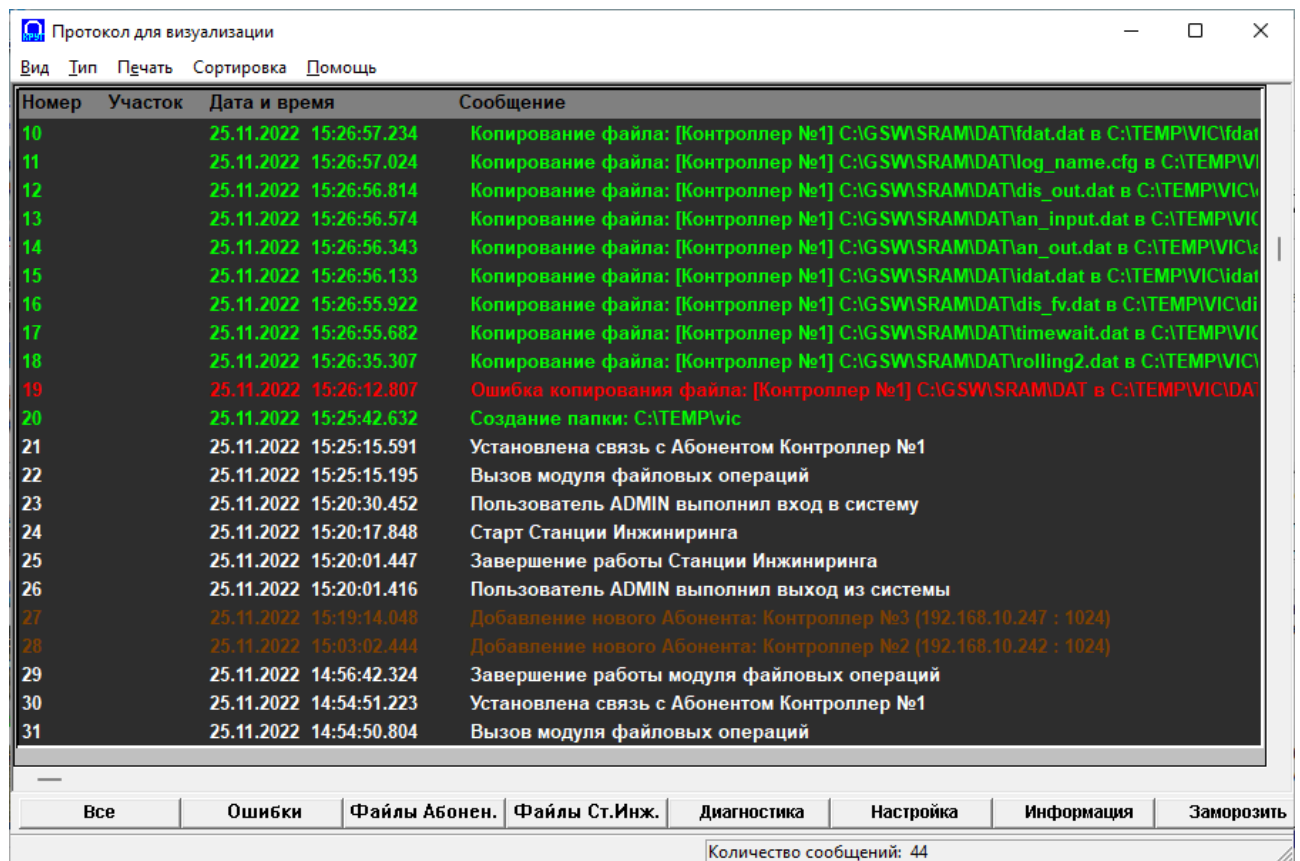 КРУГ Протокол для визуализации
Вид Тип Печать Сортировка Помощь
Номер Участок Дата и время Сообщение
10 25.11.2022 15:26:57.234 Копирование файла: [Контроллер №1] C:\GSW\SRAM\DAT\fdat.dat в C:\TEMP\VIC\fdat
11 25.11.2022 15:26:57.024 Копирование файла: [Контроллер №1] C:\GSW\SRAM\DAT\log_name.cfg в C:\TEMP\VI
12 25.11.2022 15:26:56.814 Копирование файла: [Контроллер №1] C:\GSW\SRAM\DAT\dis_out.dat в C:\TEMP\VIC\
13 25.11.2022 15:26:56.574 Копирование файла: [Контроллер №1] C:\GSW\SRAM\DAT\an_input.dat в C:\TEMP\VIC
14 25.11.2022 15:26:56.343 Копирование файла: [Контроллер №1] C:\GSW\SRAM\DAT\an_out.dat в C:\TEMP\VIC\a
15 25.11.2022 15:26:56.133 Копирование файла: [Контроллер №1] C:\GSW\SRAM\DAT\idat.dat в C:\TEMP\VIC\idat
16 25.11.2022 15:26:55.922 Копирование файла: [Контроллер №1] C:\GSW\SRAM\DAT\dis_fv.dat в C:\TEMP\VIC\di
17 25.11.2022 15:26:55.682 Копирование файла: [Контроллер №1] C:\GSW\SRAM\DAT\timewait.dat в C:\TEMP\VIC
18 25.11.2022 15:26:35.307 Копирование файла: [Контроллер №1] C:\GSW\SRAM\DAT\rolling2.dat в C:\TEMP\VIC\
19 25.11.2022 15:26:12.807 Ошибка копирования файла: [Контроллер №1] C:\GSW\SRAM\DAT в C:\TEMP\VIC\DAT
20 25.11.2022 15:25:42.632 Создание папки: C:\TEMP\vic
21 25.11.2022 15:25:15.591 Установлена связь с Абонентом Контроллер №1
22 25.11.2022 15:25:15.195 Вызов модуля файловых операций
23 25.11.2022 15:20:30.452 Пользователь ADMIN выполнил вход в систему
24 25.11.2022 15:20:17.848 Старт Станции Инжиниринга
25 25.11.2022 15:20:01.447 Завершение работы Станции Инжиниринга
26 25.11.2022 15:20:01.416 Пользователь ADMIN выполнил выход из системы
27 25.11.2022 15:19:14.048 Добавление нового Абонента: Контроллер №3 (192.168.10.247 : 1024)
28 25.11.2022 15:03:02.444 Добавление нового Абонента: Контроллер №2 (192.168.10.242 : 1024)
29 25.11.2022 14:56:42.324 Завершение работы модуля файловых операций
30 25.11.2022 14:54:51.223 Установлена связь с Абонентом Контроллер №1
31 25.11.2022 14:54:50.804 Вызов модуля файловых операций
Все Ошибки Файлы Абонен. Файлы Ст.Инж. Диагностика Настройка Информация Заморозить
Количество сообщений: 44